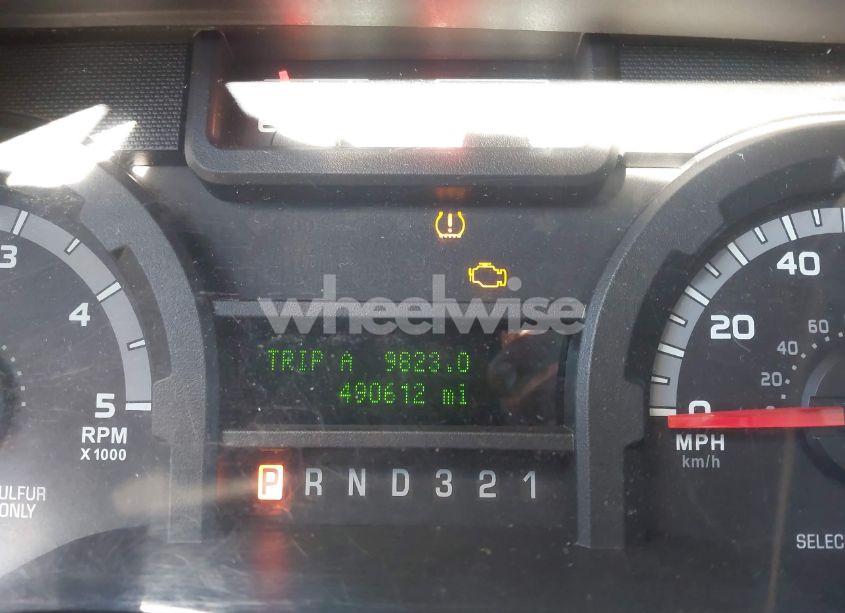 3
4
5
RPM
X1000
ULFUR
ONLY
wheelwise
TRIP A 9823.0
490612 mi
P R N D 3 2 1
40
20
0
60
40
20
MPH
km/h
SELEC